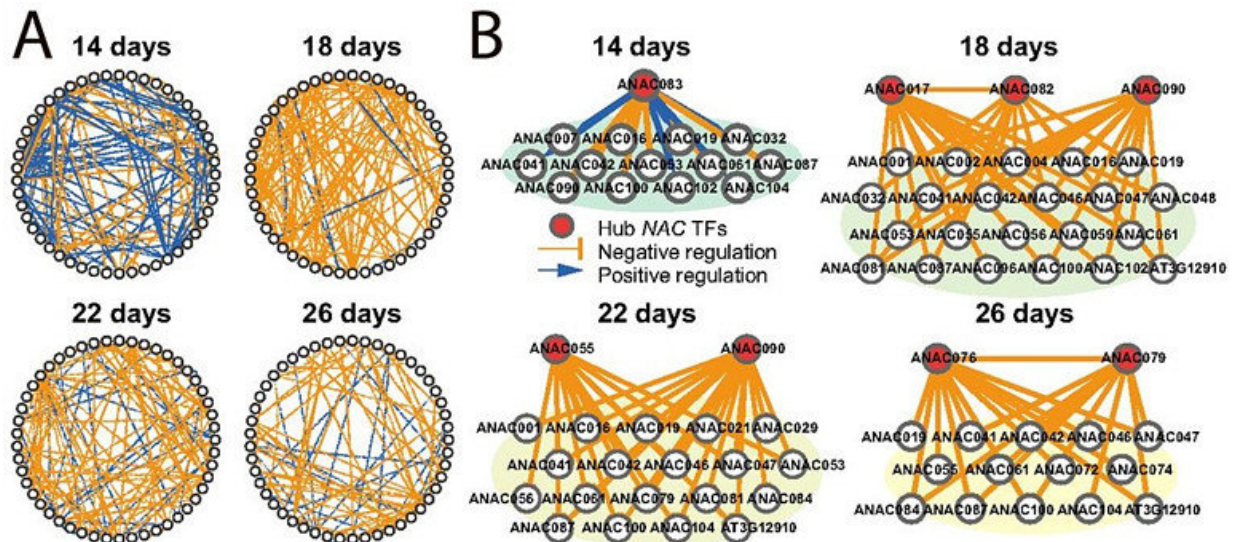 A
14 days
18 days
22 days
26 days
B
14 days
ANAC083
ANAC007 ANAC016 ANAC019 ANAC032
ANAC041 ANAC042 ANAC053 ANAC061 ANAC087
ANAC090 ANAC100 ANAC102 ANAC104
Hub NAC TFs
Negative regulation
Positive regulation
18 days
ANAC017 ANAC082 ANAC090
ANAC001 ANAC002 ANAC004 ANAC016 ANAC019
ANAC032 ANAC041 ANAC042 ANAC046 ANAC047 ANAC048
ANAC053 ANAC055 ANAC056 ANAC059 ANAC061
ANAC081 ANAC087 ANAC096 ANAC100 ANAC102 AT3G12910
22 days
ANAC055 ANAC090
ANAC001 ANAC016 ANAC019 ANAC021 ANAC029
ANAC041 ANAC042 ANAC046 ANAC047 ANAC053
ANAC056 ANAC061 ANAC079 ANAC081 ANAC084
ANAC087 ANAC100 ANAC104 AT3G12910
26 days
ANAC076 ANAC079
ANAC019 ANAC041 ANAC042 ANAC046 ANAC047
ANAC055 ANAC061 ANAC072 ANAC074
ANAC084 ANAC087 ANAC100 ANAC104 AT3G12910